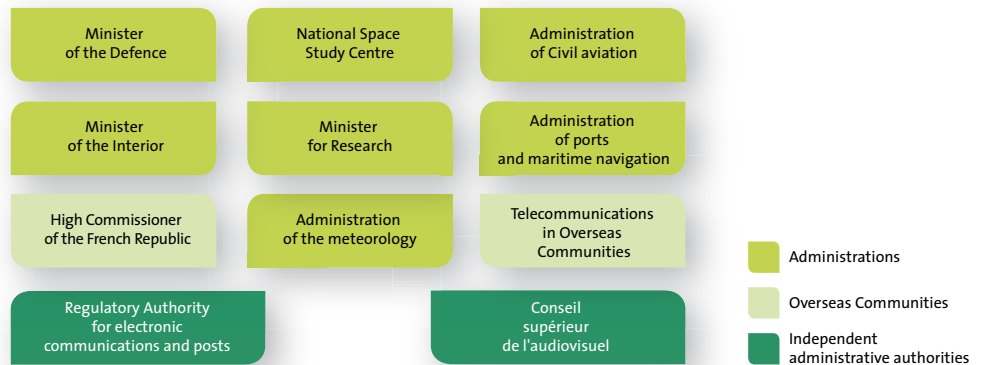 Minister
of the Defence
National Space
Study Centre
Administration
of Civil aviation
Minister
of the Interior
Minister
for Research
Administration
of ports
and maritime navigation
High Commissioner
of the French Republic
Administration
of the meteorology
Telecommunications
in Overseas
Communities
Regulatory Authority
for electronic
communications and posts
Conseil
supérieur
de l'audiovisuel
Administrations
Overseas Communities
Independent
administrative authorities